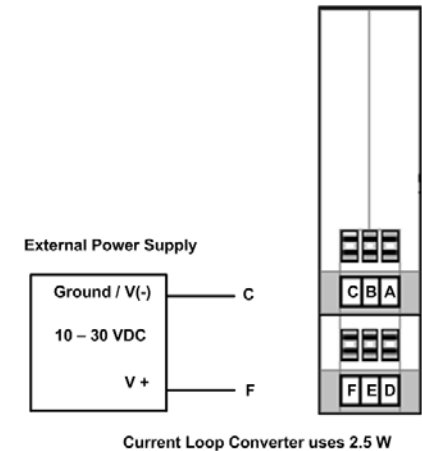 External Power Supply
Ground / V(-)
C
10 – 30 VDC
V +
F
C B A
F E D
Current Loop Converter uses 2.5 W